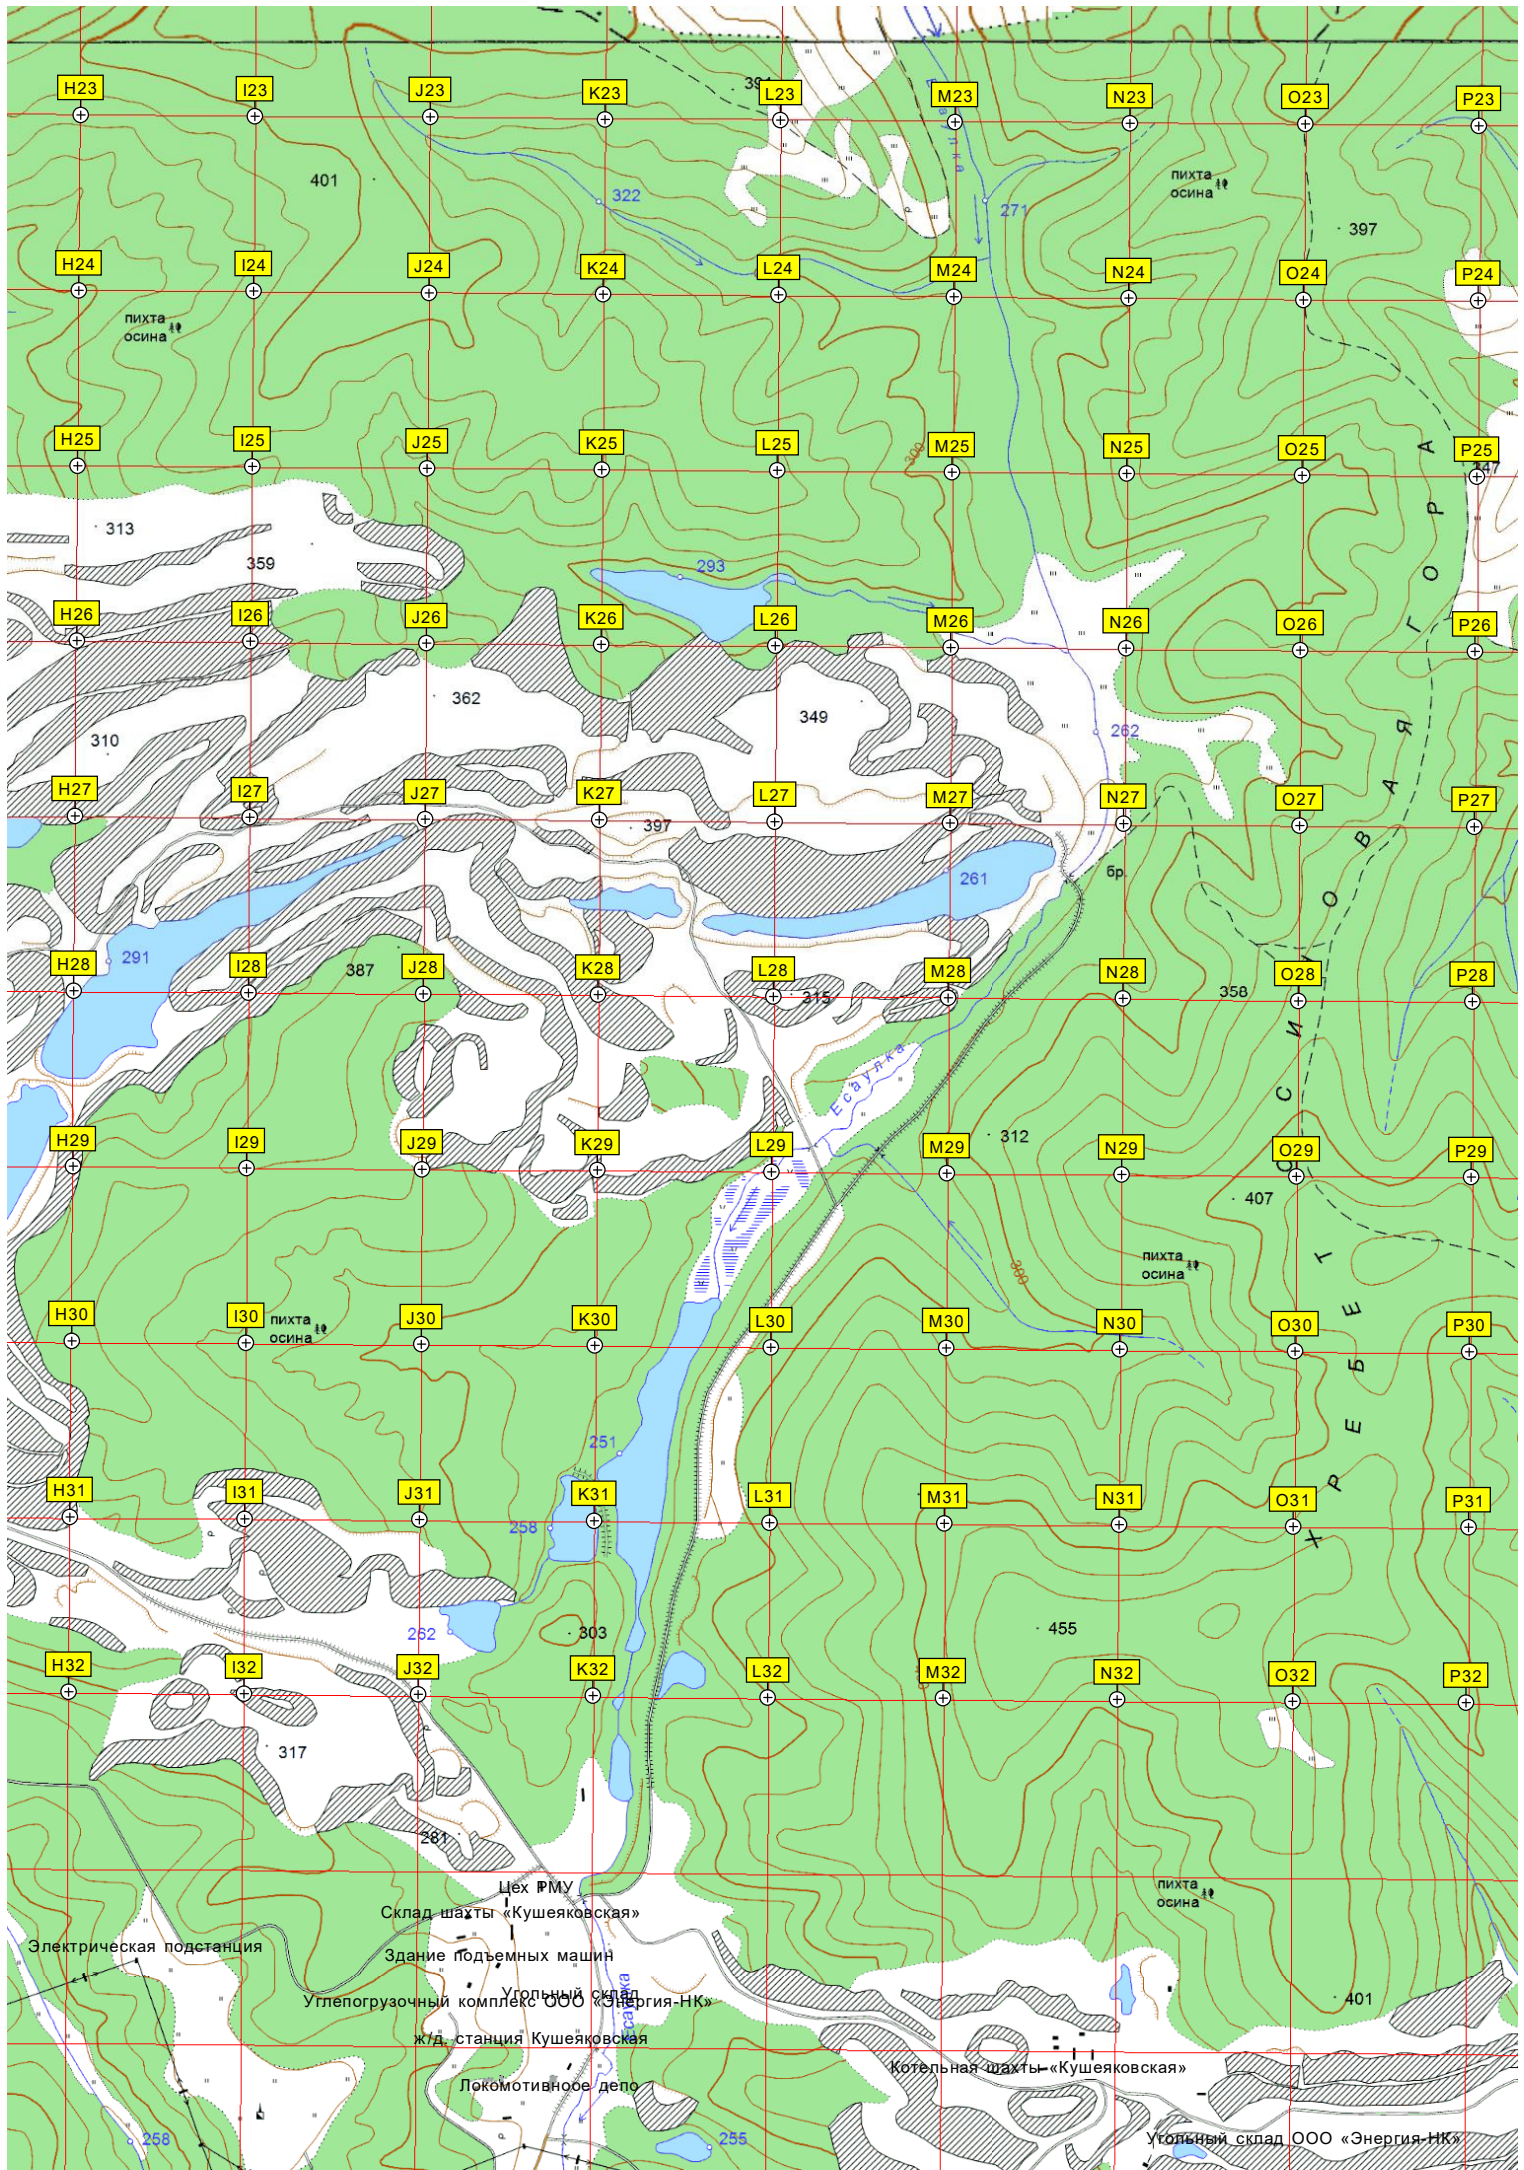 391
H23 I23 J23 K23 L23 M23 N23 O23 P23
401
322
271
пихта
осина
397
H24 I24 J24 K24 L24 M24 N24 O24 P24
пихта
осина
H25 I25 J25 K25 L25 M25 N25 O25 P25
300
347
313
359
293
H26 I26 J26 K26 L26 M26 N26 O26 P26
362
349
310
262
H27 I27 J27 K27 L27 M27 N27 O27 P27
397
бр.
261
291
387
H28 I28 J28 K28 L28 M28 N28 O28 P28
315
358
Есаулка
312
H29 I29 J29 K29 L29 M29 N29 O29 P29
407
пихта
осина
300
H30 I30 J30 K30 L30 M30 N30 O30 P30
пихта
осина
ХРЕБЕТ ОСИНОВАЯ ГОРА
251
H31 I31 J31 K31 L31 M31 N31 O31 P31
258
262
303
455
H32 I32 J32 K32 L32 M32 N32 O32 P32
317
281
Цех РМУ
Склад шахты «Кушеяковская»
пихта
осина
Электрическая подстанция
Здание подъемных машин
Угольный склад
Углепогрузочный комплекс ООО «Энергия-НК»
401
Есаулка
ж/д. станция Кушеяковская
Котельная шахты «Кушеяковская»
Локомотивное депо
258
255
Угольный склад ООО «Энергия-НК»